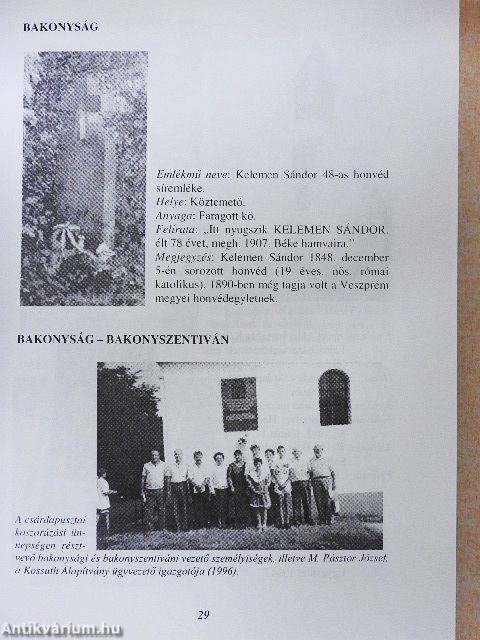 BAKONYSÁG
Emlékmű neve: Kelemen Sándor 48-as honvéd
síremléke.
Helye: Köztemető.
Anyaga: Faragott kő.
Felirata: „Itt nyugszik KELEMEN SÁNDOR,
élt 78 évet, megh. 1907. Béke hamvaira.”
Megjegyzés: Kelemen Sándor 1848. december
5-én sorozott honvéd (19 éves, nős, római
katolikus), 1890-ben még tagja volt a Veszprém
megyei honvédegyletnek.
BAKONYSÁG – BAKONYSZENTIVÁN
A csárdapusztai
koszorúzási ün-
nepségen részt-
vevő bakonysági és bakonyszentiváni vezető személyiségek, illetve M. Pásztor József,
a Kossuth Alapítvány ügyvezető igazgatója (1996).
29
Antikvárium.hu